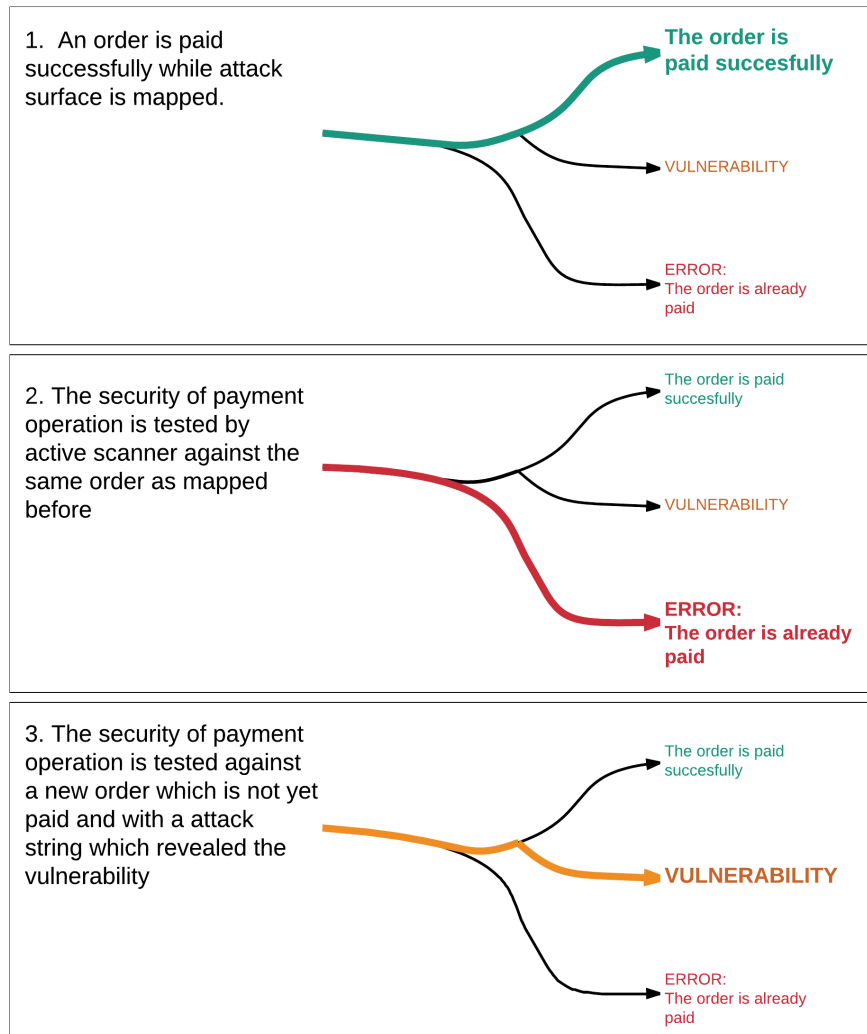 1.  An order is paid
successfully while attack
surface is mapped.
The order is
paid succesfully
VULNERABILITY
ERROR:
The order is already
paid
2. The security of payment
operation is tested by
active scanner against the
same order as mapped
before
The order is paid
succesfully
VULNERABILITY
ERROR:
The order is already
paid
3. The security of payment
operation is tested against
a new order which is not yet
paid and with a attack
string which revealed the
vulnerability
The order is paid
succesfully
VULNERABILITY
ERROR:
The order is already
paid